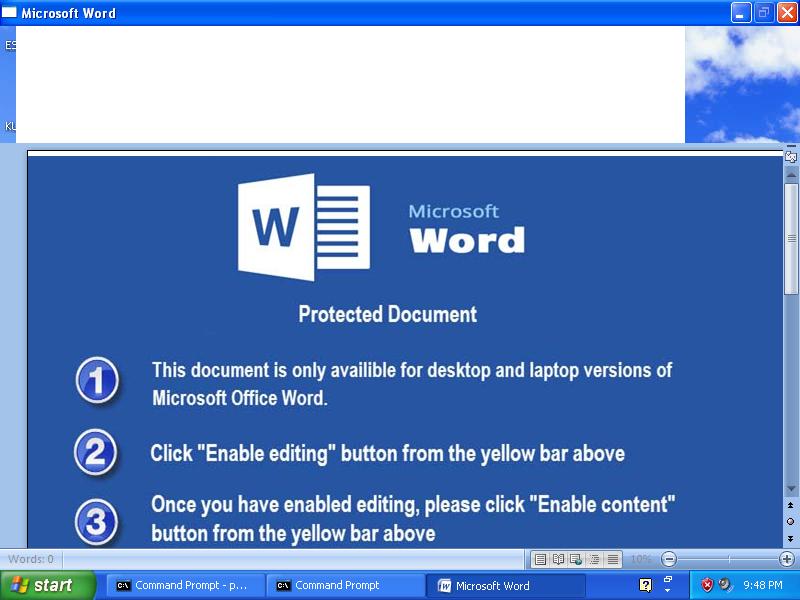 Microsoft Word
ES
KU
W
Microsoft
Word
Protected Document
1
This document is only availible for desktop and laptop versions of
Microsoft Office Word.
2
Click "Enable editing" button from the yellow bar above
3
Once you have enabled editing, please click "Enable content"
button from the yellow bar above
Words: 0
10%
start
Command Prompt - p...
Command Prompt
Microsoft Word
9:48 PM